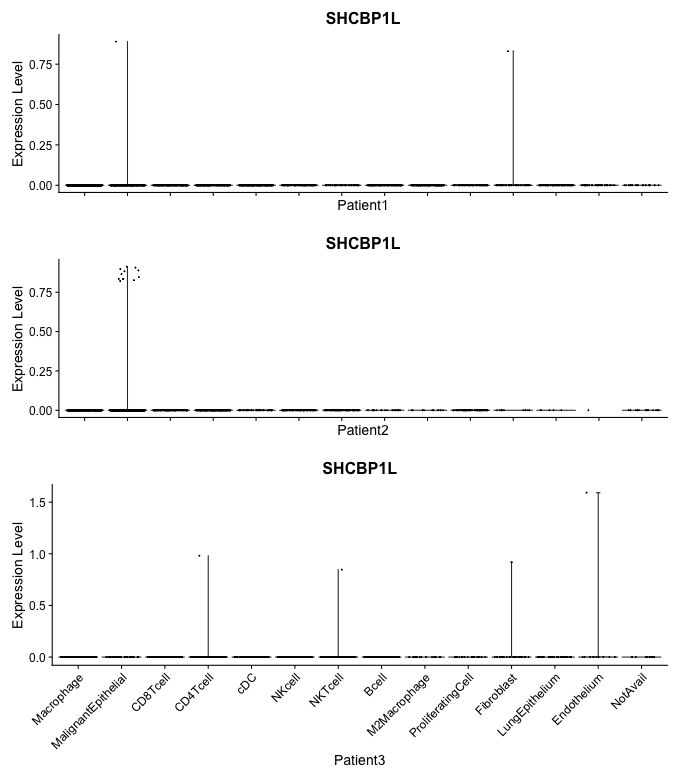 SHCBP1L
Expression Level
0.75
0.50
0.25
0.00
Patient1
SHCBP1L
Expression Level
0.75
0.50
0.25
0.00
Patient2
SHCBP1L
Expression Level
1.5
1.0
0.5
0.0
Macrophage
MalignantEpithelial
CD8Tcell
CD4Tcell
cDC
NKcell
NKTcell
Bcell
M2Macrophage
ProliferatingCell
Fibroblast
LungEpithelium
Endothelium
NotAvail
Patient3